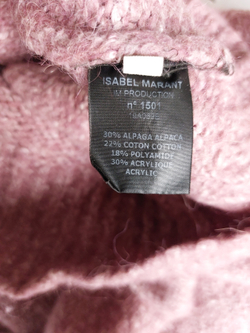 ISABEL MARANT
IM PRODUCTION
n° 1501
30% ALPAGA ALPACA
22% COTON COTTON
18% POLYAMIDE
30% ACRYLIQUE
ACRYLIC